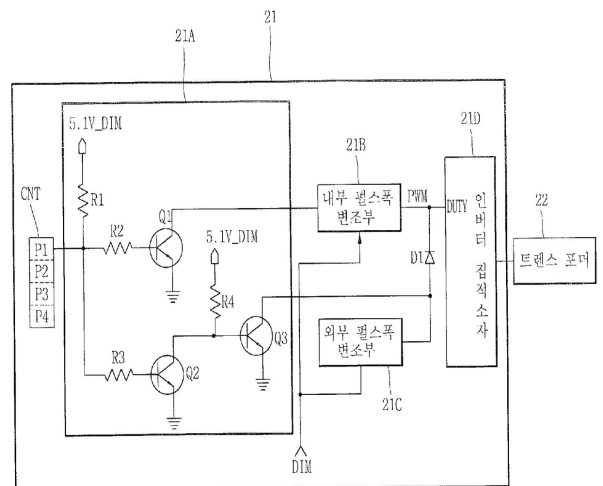 21
21A
5.1V_DIM
21D
21B
CNT
R1
Q1
내부 펄스폭
변조부
PWM
DUTY
인버터 집적소자
22
P1
R2
5.1V_DIM
트랜스 포머
P2
D1
P3
R4
P4
외부 펄스폭
변조부
R3
Q3
Q2
21C
DIM